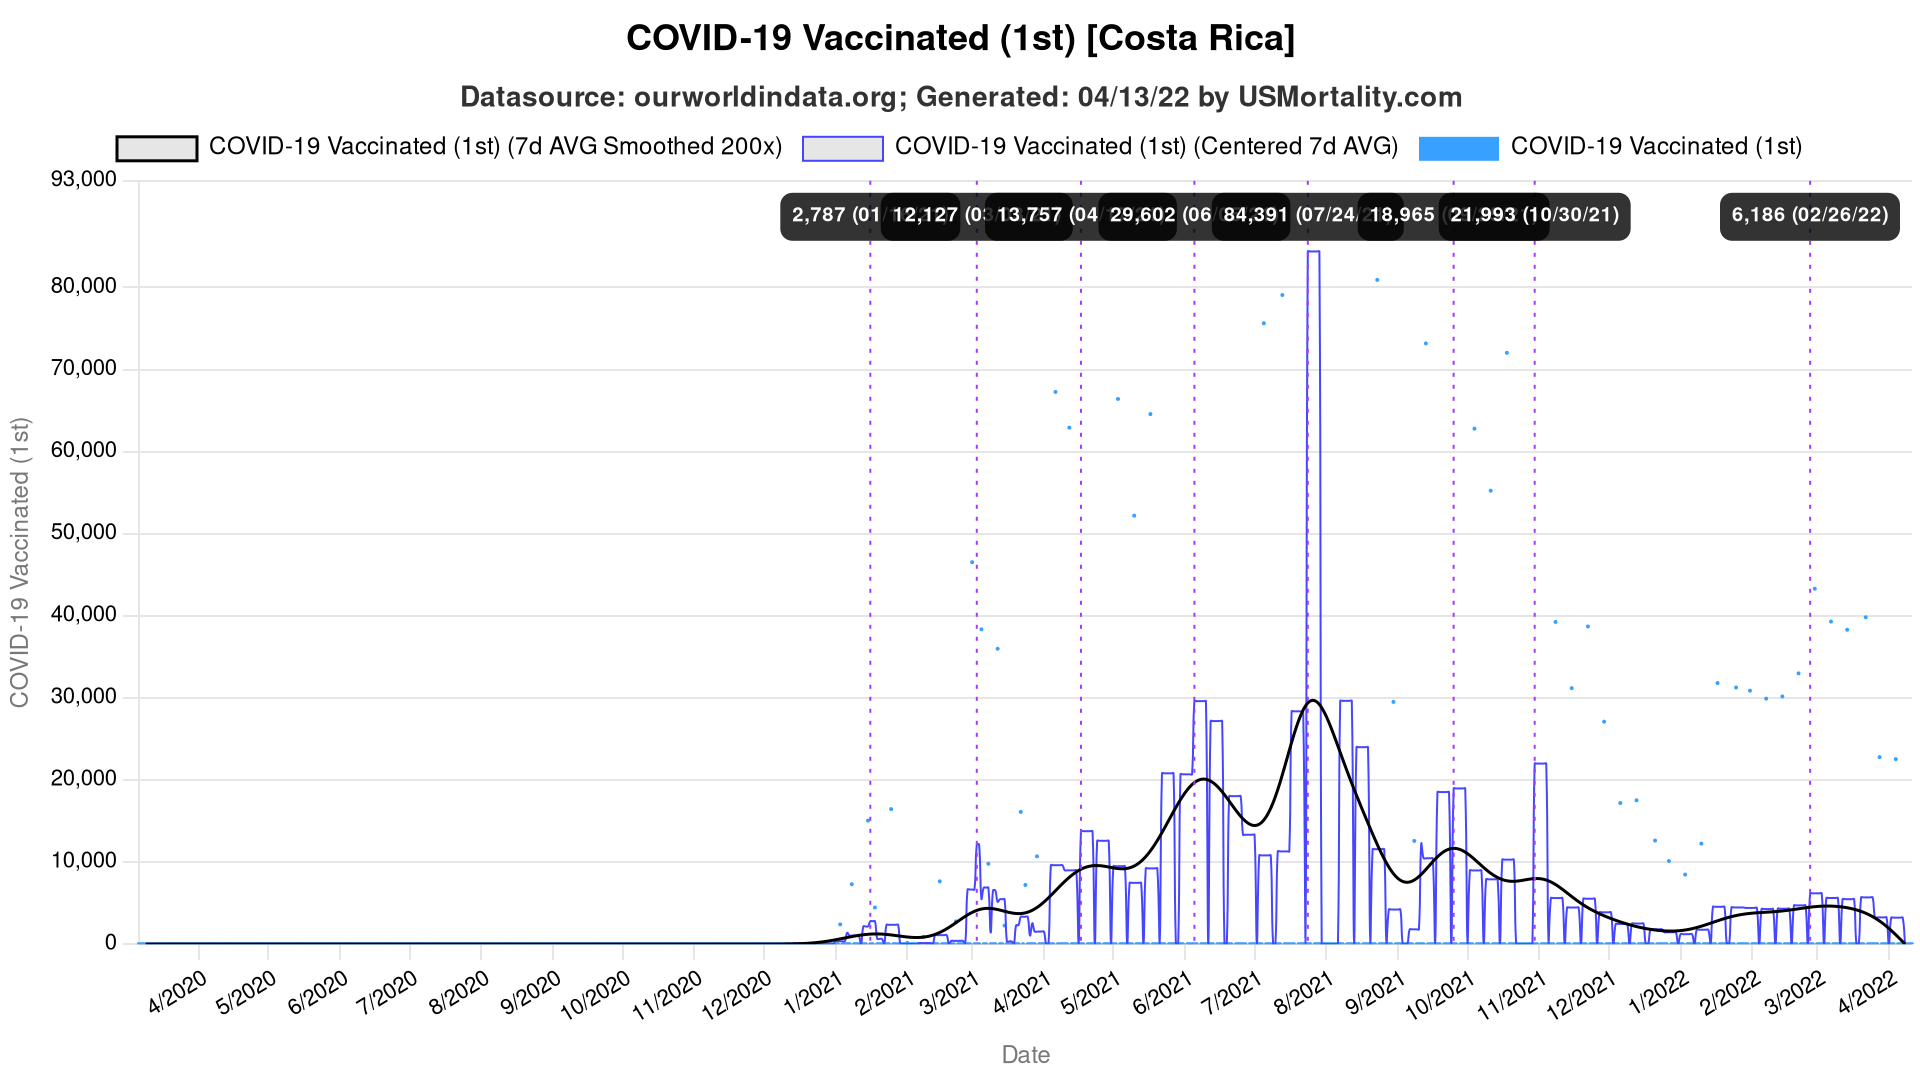 COVID-19 Vaccinated (1st) [Costa Rica]
Datasource: ourworldindata.org; Generated: 04/13/22 by USMortality.com
COVID-19 Vaccinated (1st) (7d AVG Smoothed 200x) COVID-19 Vaccinated (1st) (Centered 7d AVG) COVID-19 Vaccinated (1st)
93,000
2,787 (01 12,127 (03 13,757 (04 29,602 (06 84,391 (07/24/ 18,965 21,993 (10/30/21) 6,186 (02/26/22)
80,000
70,000
60,000
50,000
40,000
30,000
20,000
10,000
0
COVID-19 Vaccinated (1st)
4/2020 5/2020 6/2020 7/2020 8/2020 9/2020 10/2020 11/2020 12/2020 1/2021 2/2021 3/2021 4/2021 5/2021 6/2021 7/2021 8/2021 9/2021 10/2021 11/2021 12/2021 1/2022 2/2022 3/2022 4/2022
Date